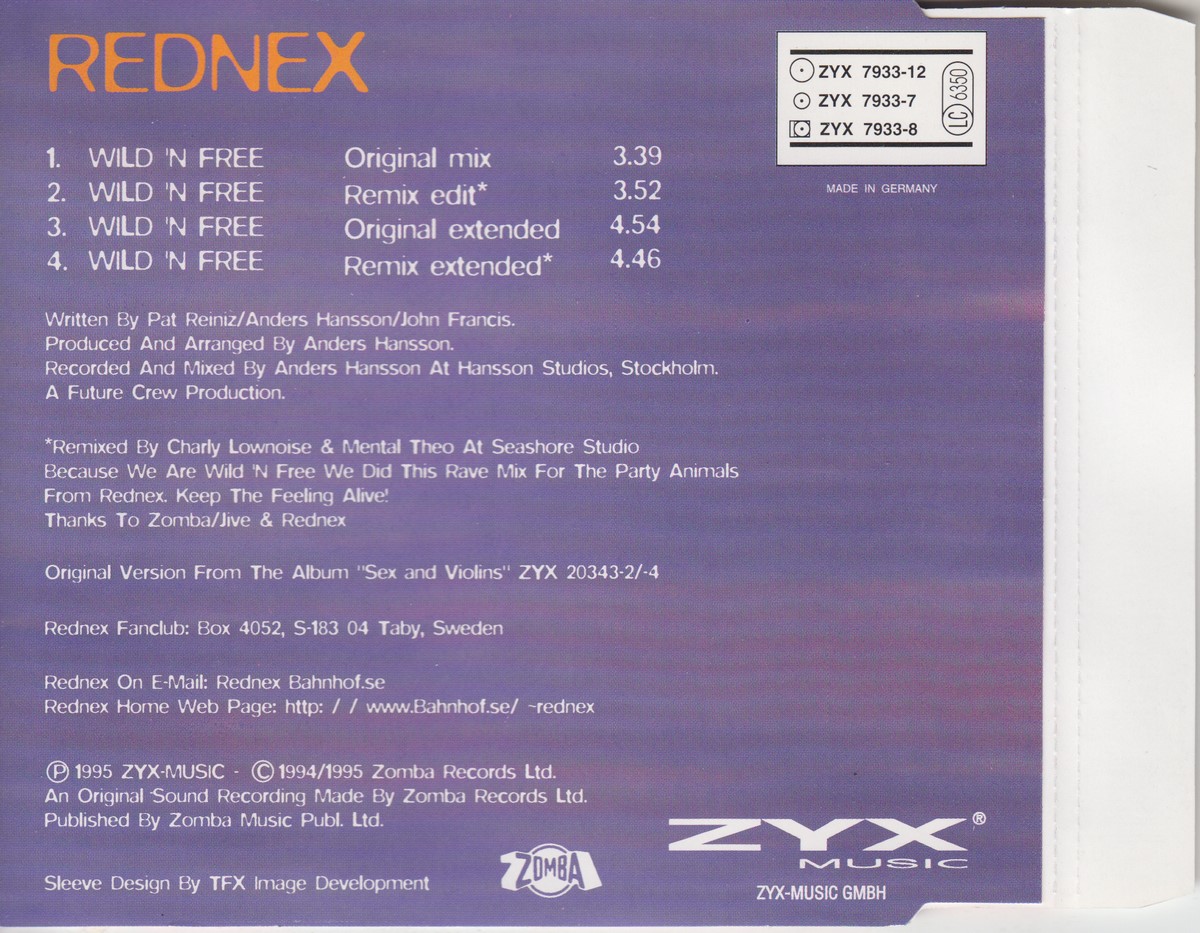 REDNEX
ZYX 7933-12
ZYX 7933-7
ZYX 7933-8
LC 6350
MADE IN GERMANY
1. WILD 'N FREE Original mix 3.39
2. WILD 'N FREE Remix edit* 3.52
3. WILD 'N FREE Original extended 4.54
4. WILD 'N FREE Remix extended* 4.46
Written By Pat Reiniz/Anders Hansson/John Francis.
Produced And Arranged By Anders Hansson.
Recorded And Mixed By Anders Hansson At Hansson Studios, Stockholm.
A Future Crew Production.
*Remixed By Charly Lownoise & Mental Theo At Seashore Studio
Because We Are Wild 'N Free We Did This Rave Mix For The Party Animals
From Rednex. Keep The Feeling Alive!
Thanks To Zomba/Jive & Rednex
Original Version From The Album "Sex and Violins" ZYX 20343-2/-4
Rednex Fanclub: Box 4052, S-183 04 Taby, Sweden
Rednex On E-Mail: Rednex Bahnhof.se
Rednex Home Web Page: http: / / www.Bahnhof.se/ ~rednex
Ⓟ 1995 ZYX-MUSIC - © 1994/1995 Zomba Records Ltd.
An Original Sound Recording Made By Zomba Records Ltd.
Published By Zomba Music Publ. Ltd.
Sleeve Design By TFX Image Development
ZOMBA
ZYX®
MUSIC
ZYX-MUSIC GMBH